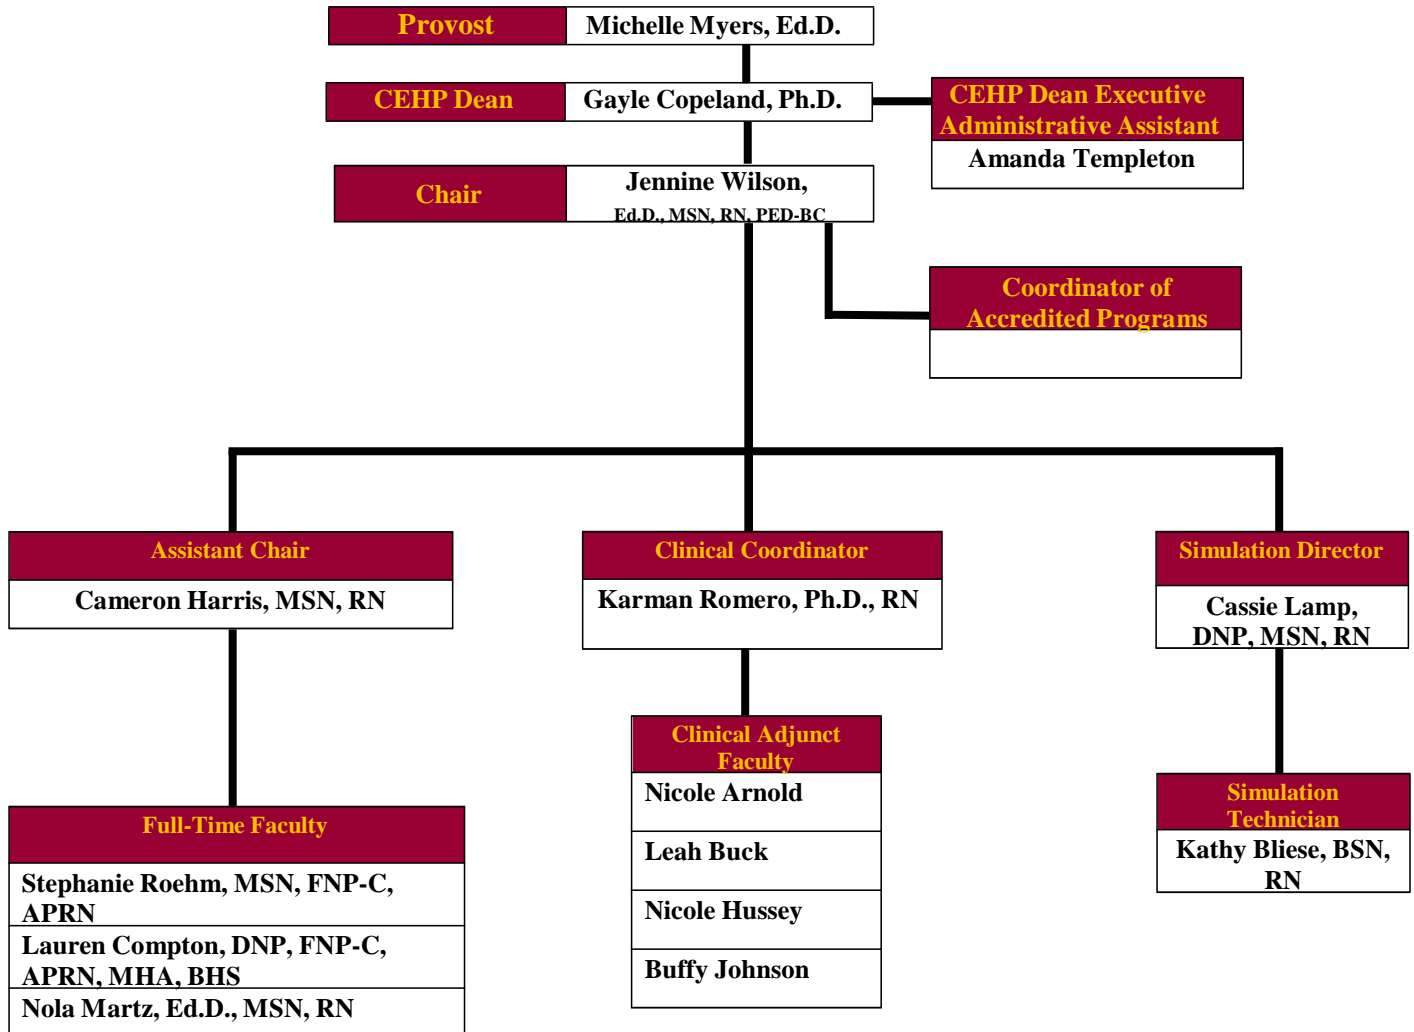 Provost
Michelle Myers, Ed.D.
CEHP Dean
Gayle Copeland, Ph.D.
CEHP Dean Executive
Administrative Assistant
Amanda Templeton
Chair
Jennine Wilson,
Ed.D., MSN, RN, PED-BC
Coordinator of
Accredited Programs
Assistant Chair
Cameron Harris, MSN, RN
Clinical Coordinator
Karman Romero, Ph.D., RN
Simulation Director
Cassie Lamp,
DNP, MSN, RN
Full-Time Faculty
Stephanie Roehm, MSN, FNP-C,
APRN
Lauren Compton, DNP, FNP-C,
APRN, MHA, BHS
Nola Martz, Ed.D., MSN, RN
Clinical Adjunct
Faculty
Nicole Arnold
Leah Buck
Nicole Hussey
Buffy Johnson
Simulation
Technician
Kathy Bliese, BSN,
RN